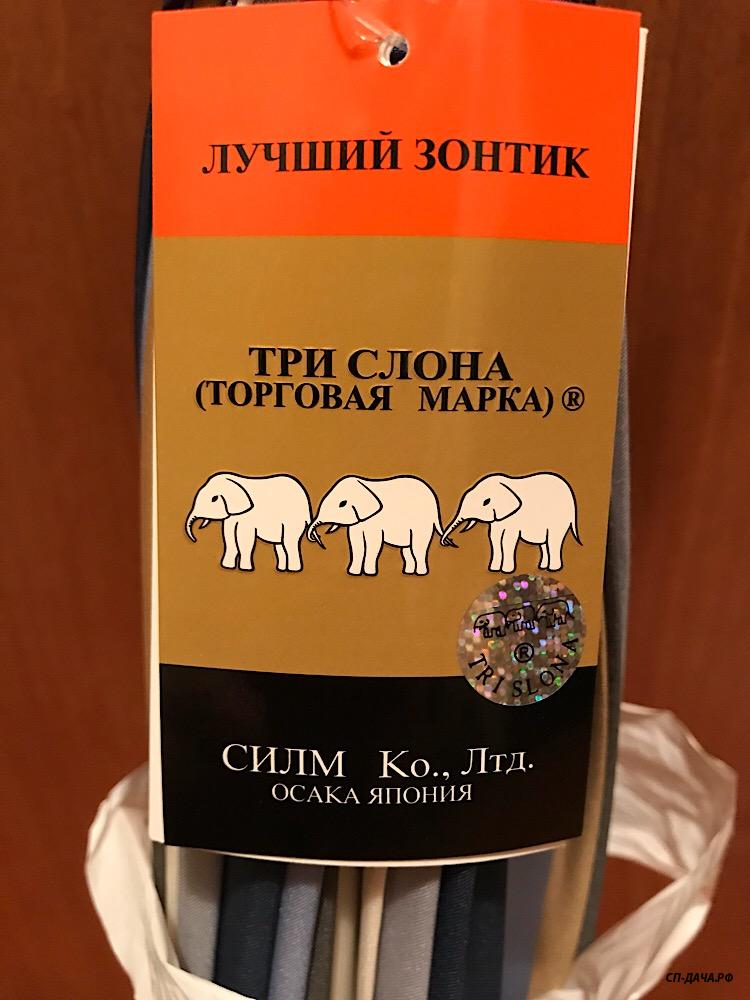 ЛУЧШИЙ ЗОНТИК
ТРИ СЛОНА
(ТОРГОВАЯ МАРКА) ®
®
TRI SLONA
СИЛМ Ко., Лтд.
ОСАКА ЯПОНИЯ
СП-ДАЧА.РФ